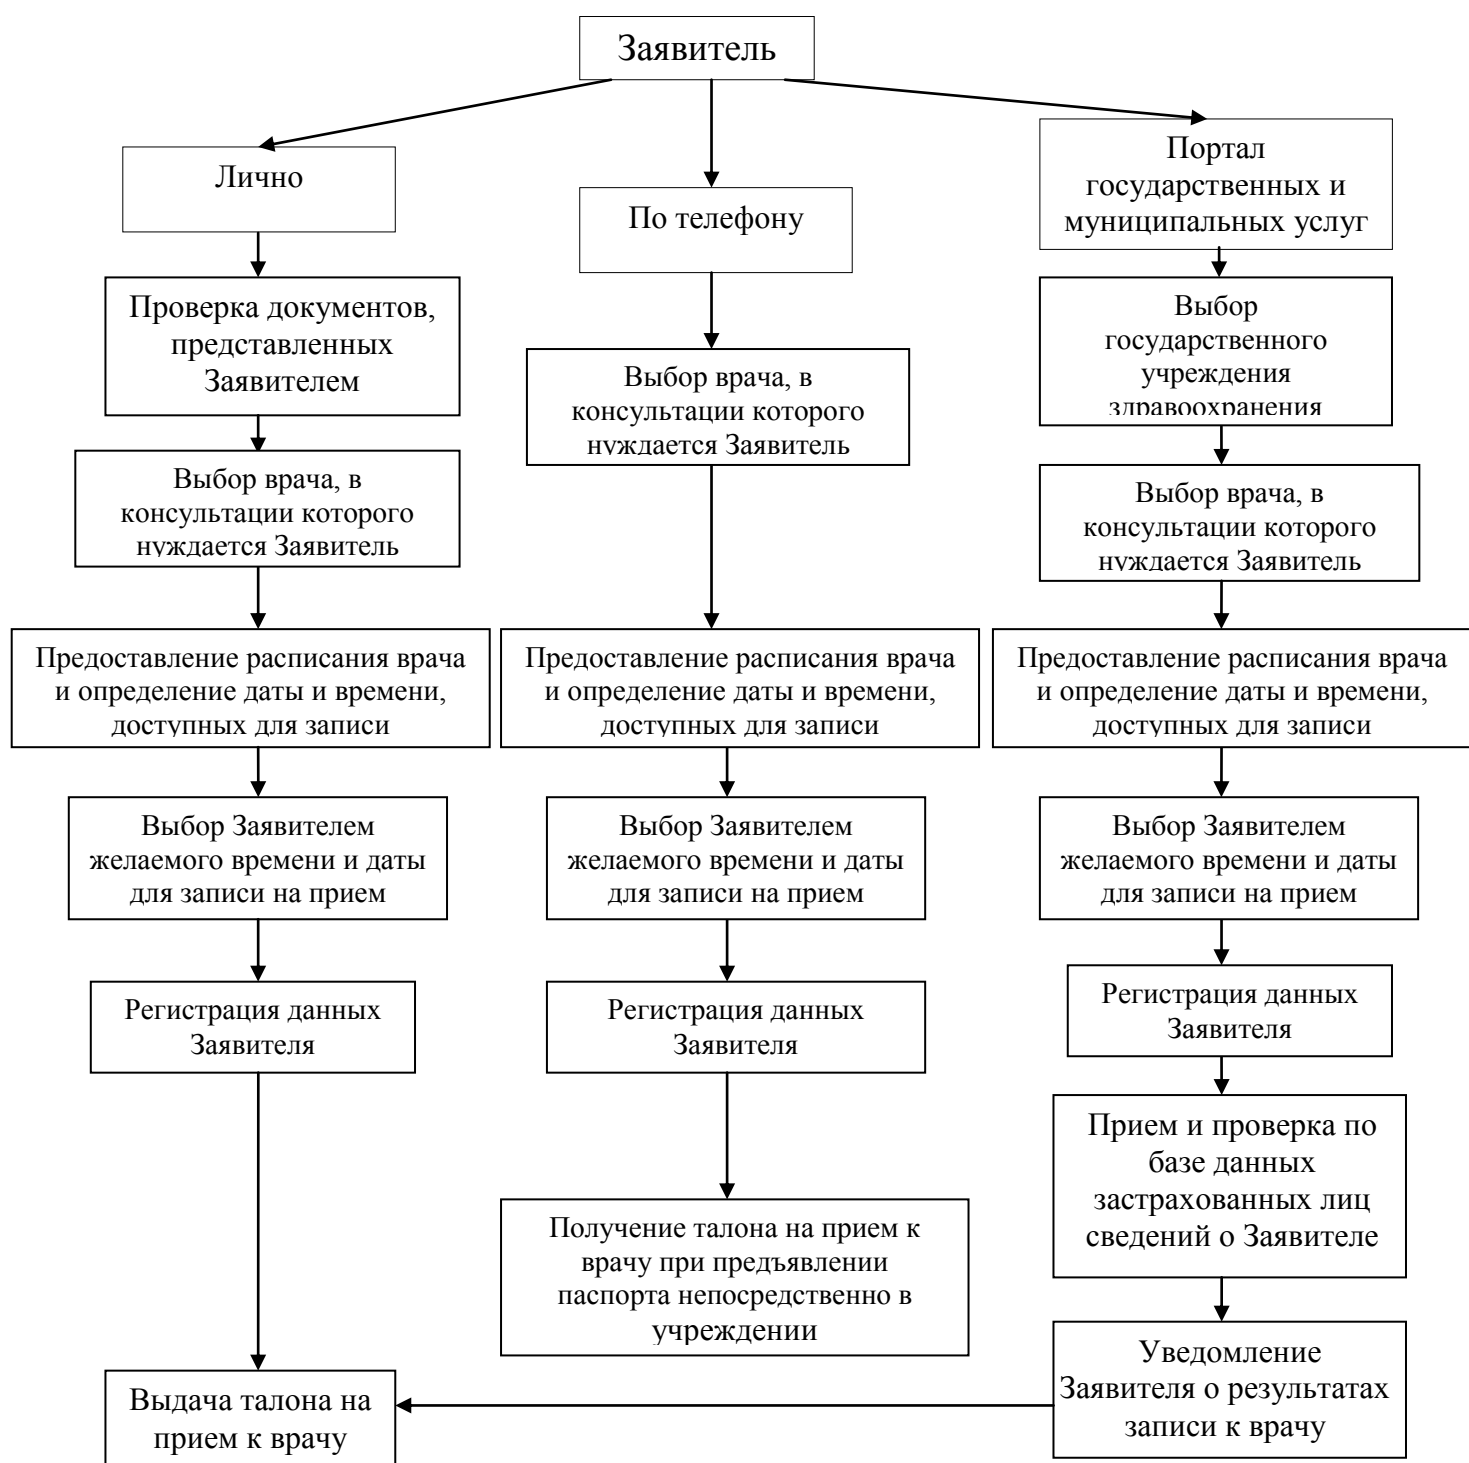 Заявитель
Лично
По телефону
Портал
государственных и
муниципальных услуг
Проверка документов,
представленных
Заявителем
Выбор врача, в
консультации которого
нуждается Заявитель
Выбор
государственного
учреждения
здравоохранения
Выбор врача, в
консультации которого
нуждается Заявитель
Выбор врача, в
консультации которого
нуждается Заявитель
Предоставление расписания врача
и определение даты и времени,
доступных для записи
Предоставление расписания врача
и определение даты и времени,
доступных для записи
Предоставление расписания врача
и определение даты и времени,
доступных для записи
Выбор Заявителем
желаемого времени и даты
для записи на прием
Выбор Заявителем
желаемого времени и даты
для записи на прием
Выбор Заявителем
желаемого времени и даты
для записи на прием
Регистрация данных
Заявителя
Регистрация данных
Заявителя
Регистрация данных
Заявителя
Прием и проверка по
базе данных
застрахованных лиц
сведений о Заявителе
Получение талона на прием к
врачу при предъявлении
паспорта непосредственно в
учреждении
Уведомление
Заявителя о результатах
записи к врачу
Выдача талона на
прием к врачу